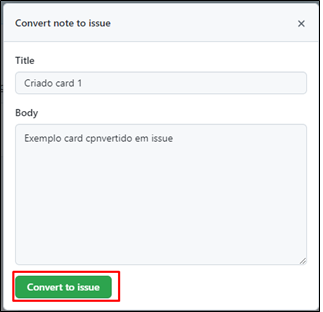 Convert note to issue
Title
Criado card 1
Body
Exemplo card cpnvertido em issue
Convert to issue